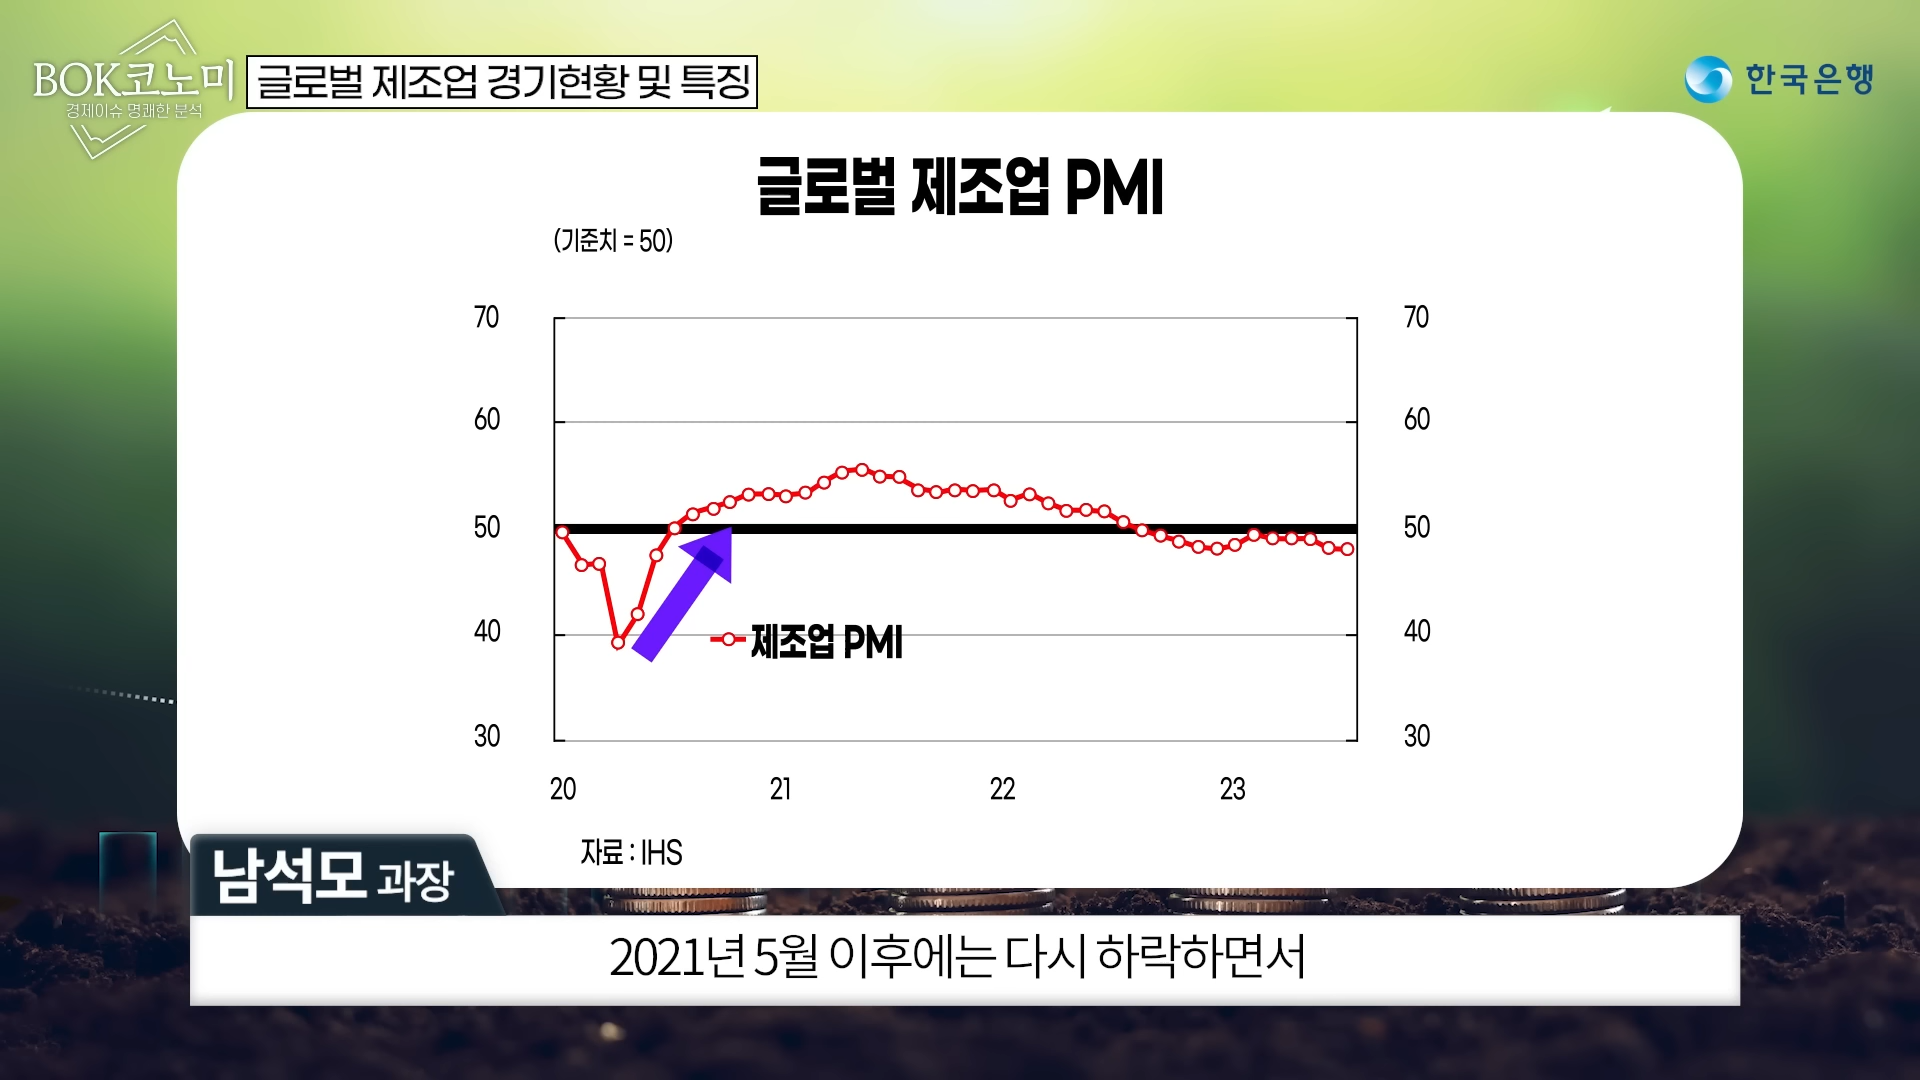 BOK코노미
경제이슈 명쾌한 분석
글로벌 제조업 경기현황 및 특징
한국은행
글로벌 제조업 PMI
(기준치 = 50)
70 70
60 60
50 50
40 40
제조업 PMI
30 30
20 21 22 23
자료 : IHS
남석모 과장
2021년 5월 이후에는 다시 하락하면서